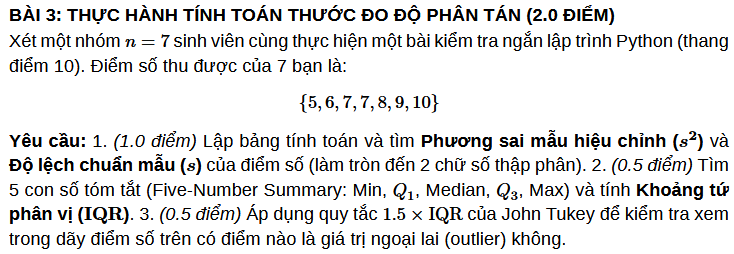 BÀI 3: THỰC HÀNH TÍNH TOÁN THƯỚC ĐO ĐỘ PHÂN TÁN (2.0 ĐIỂM)
Xét một nhóm n = 7 sinh viên cùng thực hiện một bài kiểm tra ngắn lập trình Python (thang
điểm 10). Điểm số thu được của 7 bạn là:
{5, 6, 7, 7, 8, 9, 10}
Yêu cầu: 1. (1.0 điểm) Lập bảng tính toán và tìm Phương sai mẫu hiệu chỉnh (s²) và
Độ lệch chuẩn mẫu (s) của điểm số (làm tròn đến 2 chữ số thập phân). 2. (0.5 điểm) Tìm
5 con số tóm tắt (Five-Number Summary: Min, Q₁, Median, Q₃, Max) và tính Khoảng tứ
phân vị (IQR). 3. (0.5 điểm) Áp dụng quy tắc 1.5 × IQR của John Tukey để kiểm tra xem
trong dãy điểm số trên có điểm nào là giá trị ngoại lai (outlier) không.